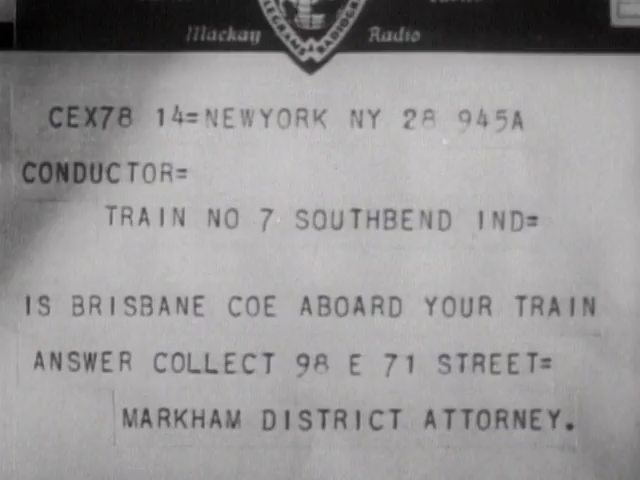 Mackay Radio
CEX78 14=NEWYORK NY 28 945A
CONDUCTOR=
TRAIN NO 7 SOUTHBEND IND=
IS BRISBANE COE ABOARD YOUR TRAIN
ANSWER COLLECT 98 E 71 STREET=
MARKHAM DISTRICT ATTORNEY.